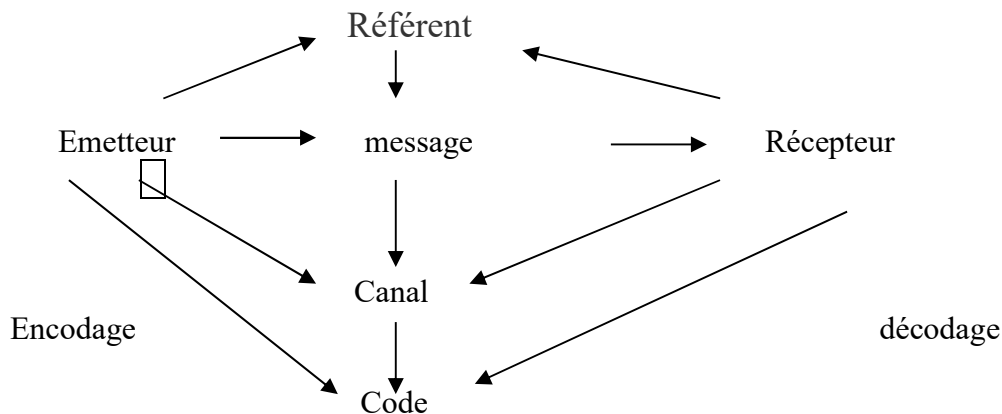 Référent
Emetteur message Récepteur
Canal
Encodage décodage
Code